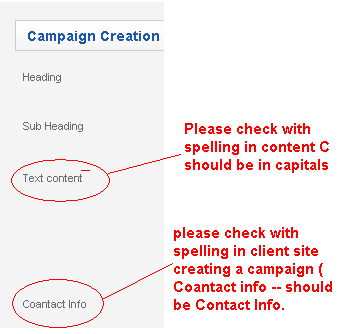 Campaign Creation
Heading
Sub Heading
Please check with
spelling in content C
should be in capitals
Text content
please check with
spelling in client site
creating a campaign (
Coantact info -- should
be Contact Info.
Coantact Info